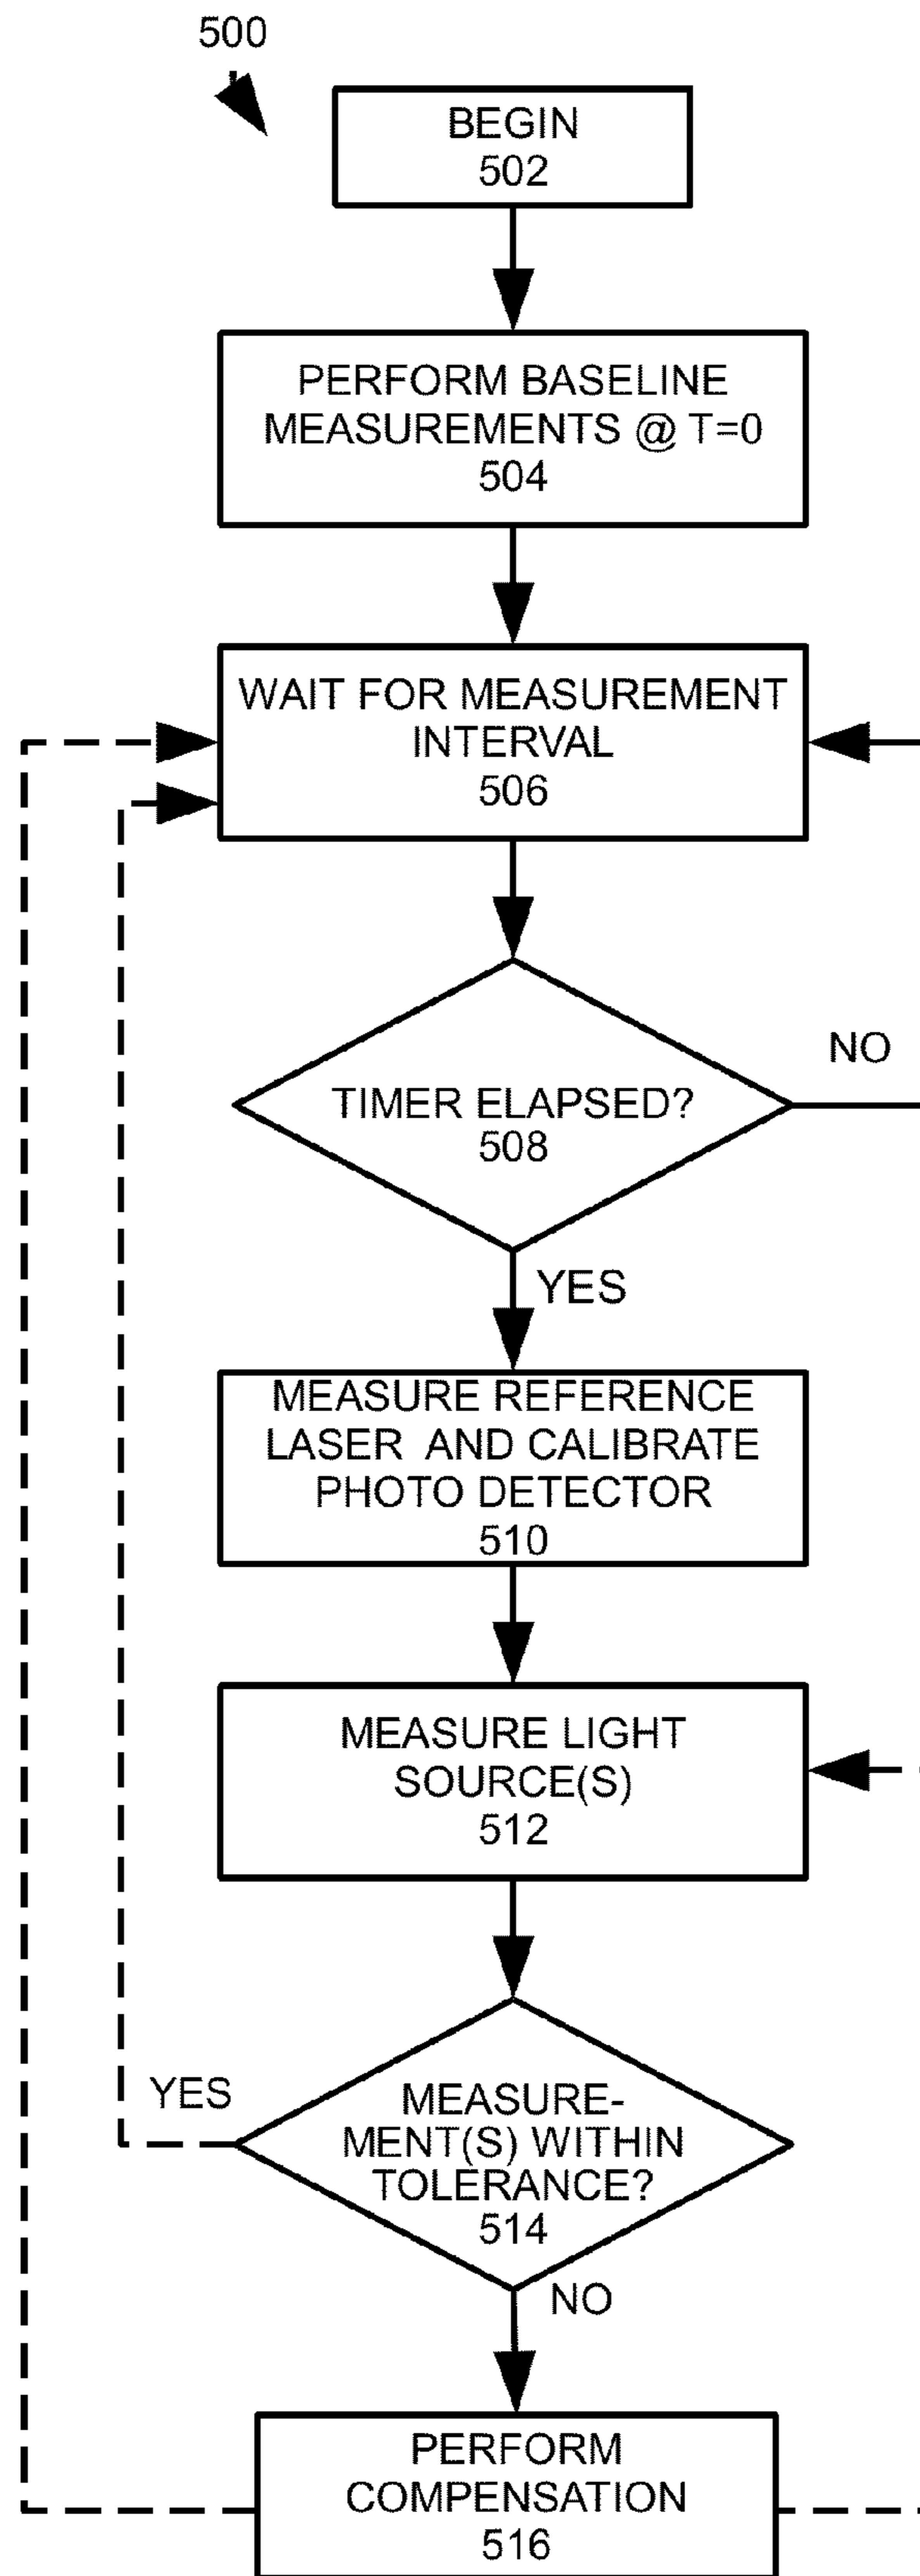 500
BEGIN
502
PERFORM BASELINE
MEASUREMENTS @ T=0
504
WAIT FOR MEASUREMENT
INTERVAL
506
NO
TIMER ELAPSED?
508
YES
MEASURE REFERENCE
LASER AND CALIBRATE
PHOTO DETECTOR
510
MEASURE LIGHT
SOURCE(S)
512
YES
MEASURE-
MENT(S) WITHIN
TOLERANCE?
514
NO
PERFORM
COMPENSATION
516